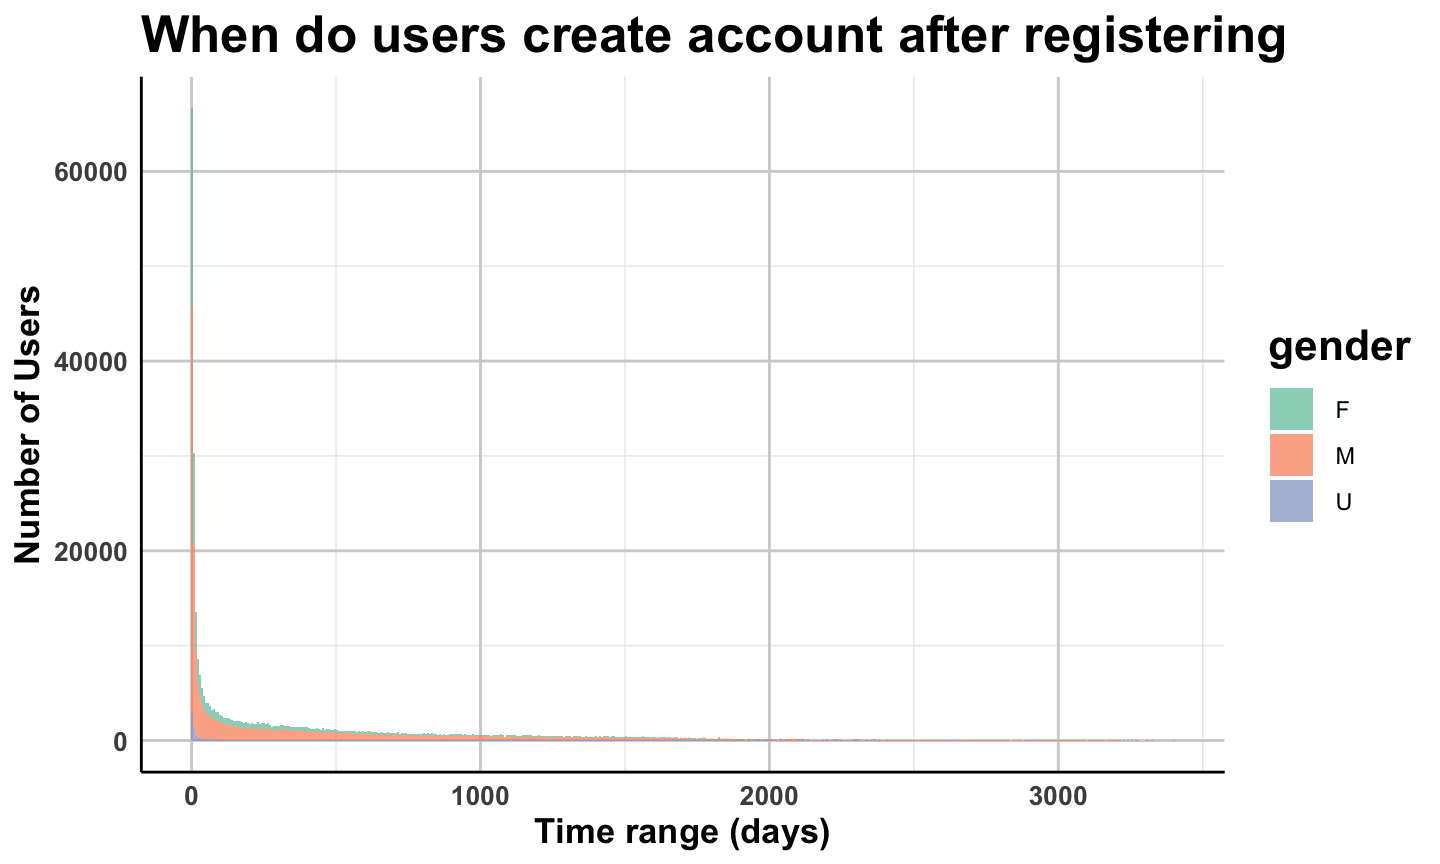 When do users create account after registering
Number of Users
60000
40000
20000
0
0 1000 2000 3000
Time range (days)
gender
F
M
U